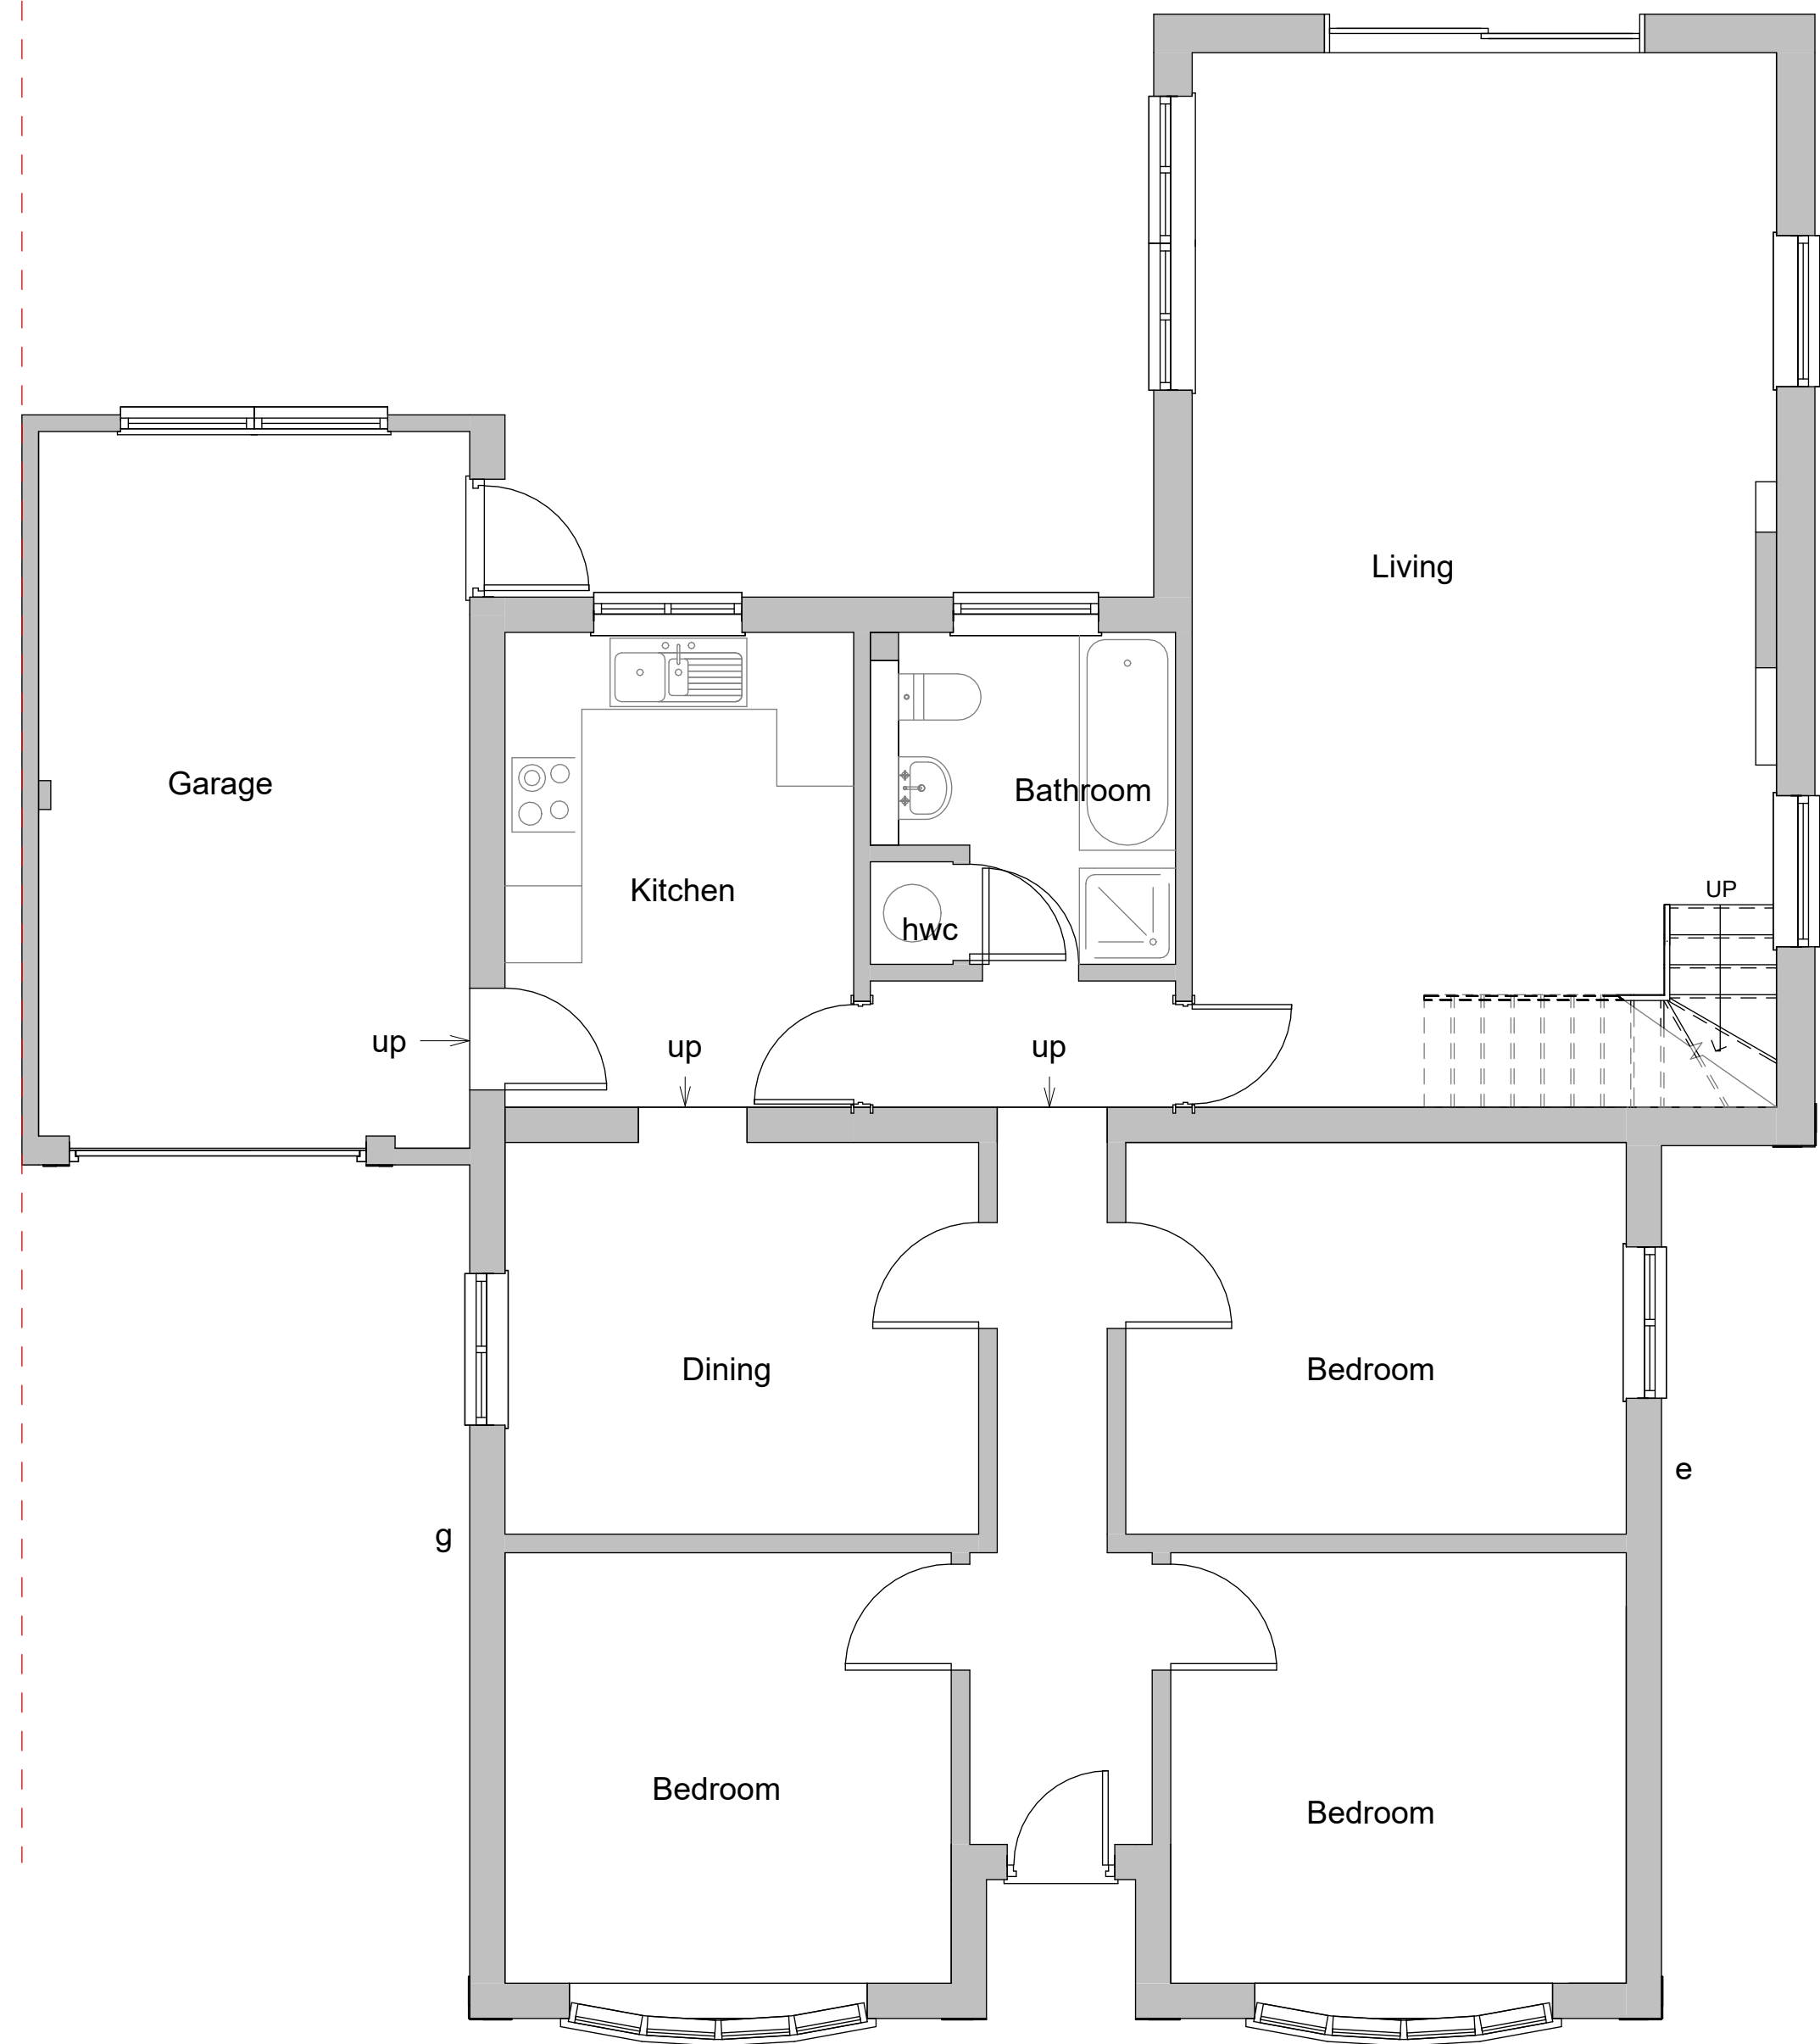 Living
Garage
Bathroom
Kitchen
UP
hwc
up
up
up
Dining
Bedroom
e
g
Bedroom
Bedroom